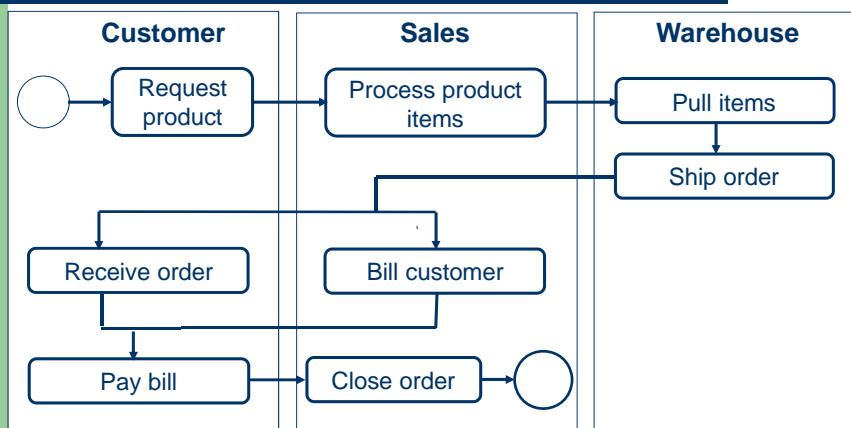 Customer
Sales
Warehouse
Request
product
Process product
items
Pull items
Ship order
Receive order
Bill customer
Pay bill
Close order